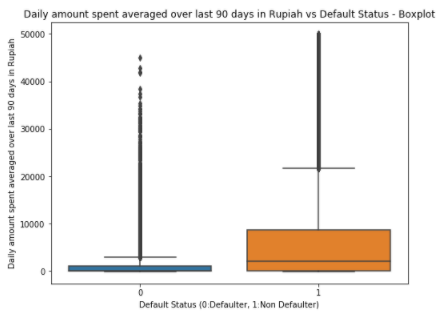 Daily amount spent averaged over last 90 days in Rupiah vs Default Status - Boxplot
Daily amount spent averaged over last 90 days in Rupiah
50000
40000
30000
20000
10000
0
0
1
Default Status (0:Defaulter, 1:Non Defaulter)